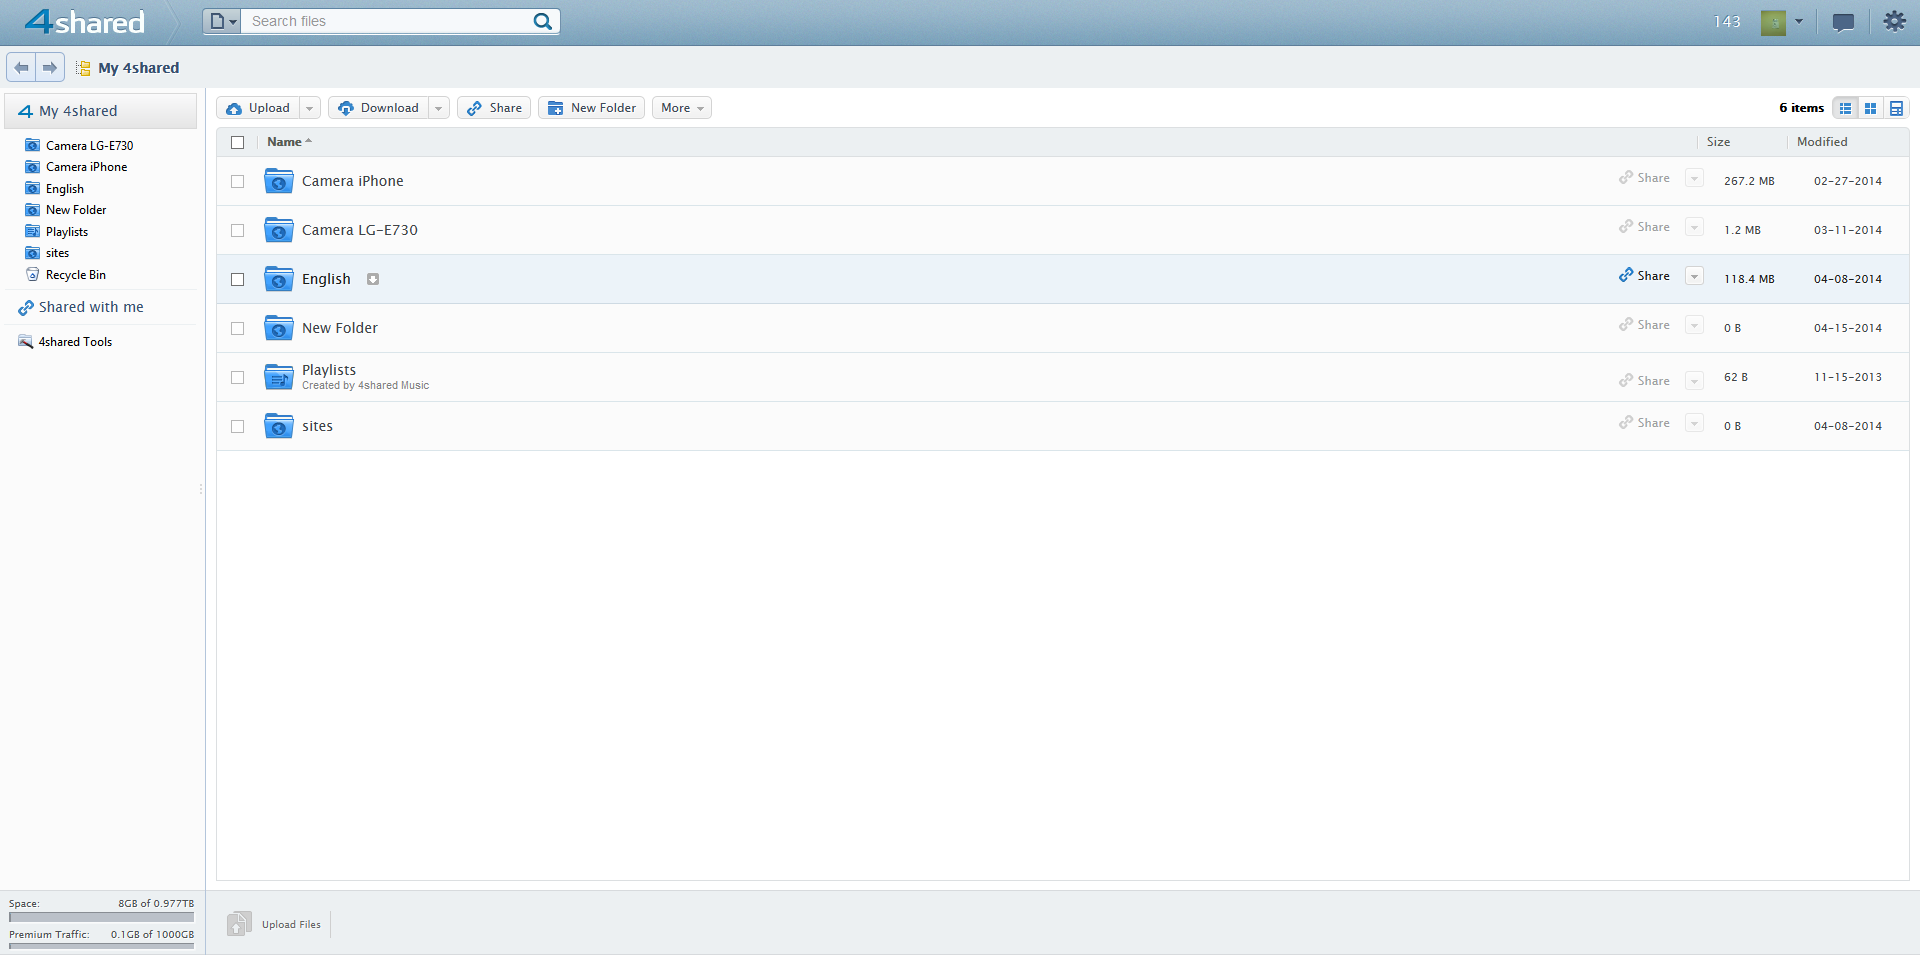 4shared
Search files
143
My 4shared
My 4shared
Camera LG-E730
Camera iPhone
English
New Folder
Playlists
sites
Recycle Bin
Shared with me
4shared Tools
Upload Download Share New Folder More 6 items
Name Size Modified
Camera iPhone Share 267.2 MB 02-27-2014
Camera LG-E730 Share 1.2 MB 03-11-2014
English Share 118.4 MB 04-08-2014
New Folder Share 0 B 04-15-2014
Playlists
Created by 4shared Music
Share 62 B 11-15-2013
sites Share 0 B 04-08-2014
Space: 8GB of 0.977TB
Premium Traffic: 0.1GB of 1000GB
Upload Files